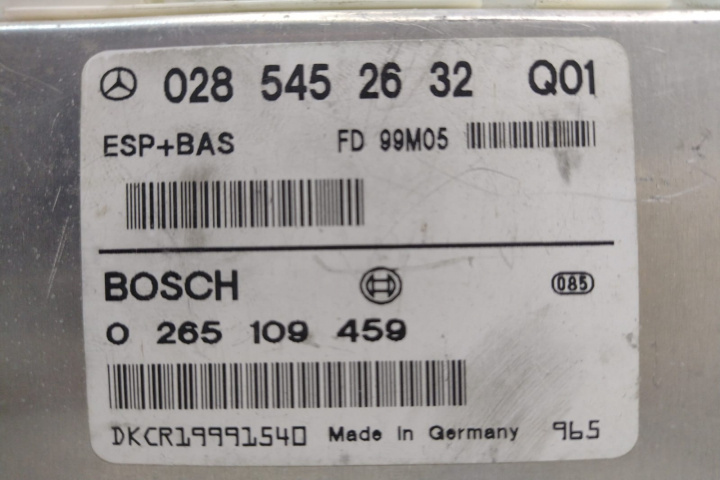 028 545 26 32 Q01
ESP+BAS FD 99M05
BOSCH 085
0 265 109 459
DKCR19991540 Made in Germany 965